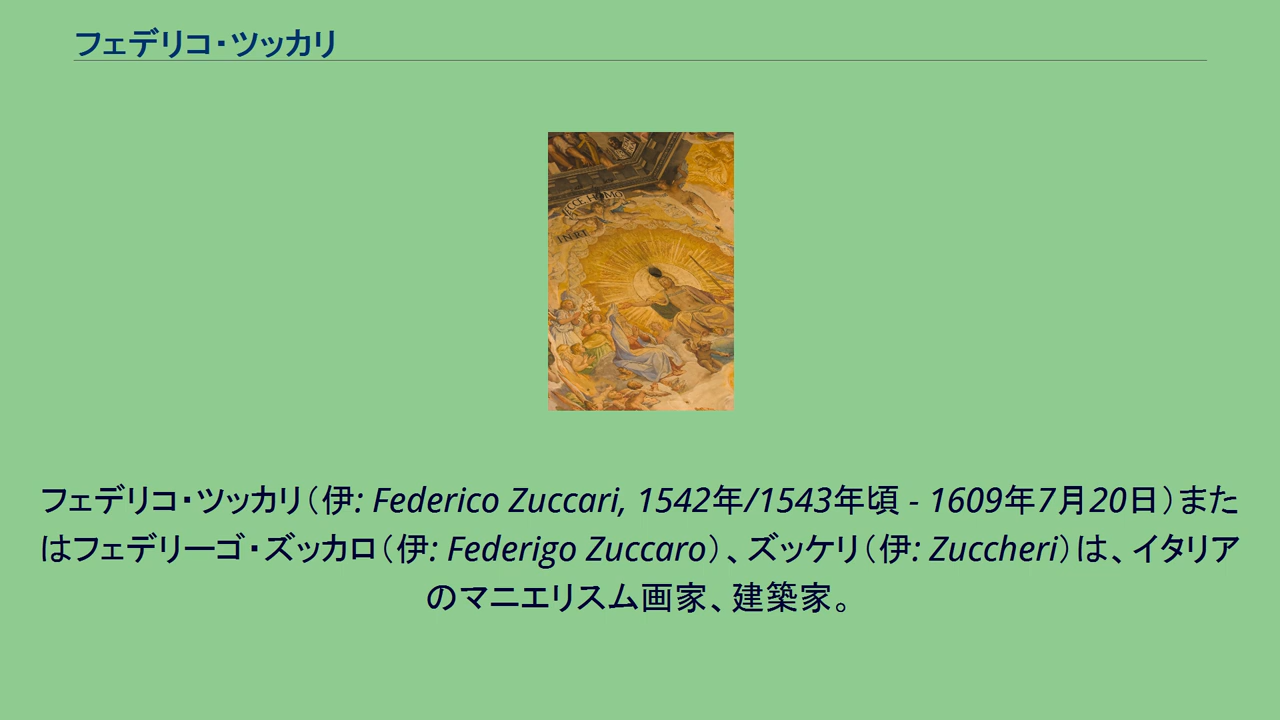 フェデリコ・ツッカリ
ECCE HOMO
I.N.R.I.
フェデリコ・ツッカリ（伊: Federico Zuccari, 1542年/1543年頃 - 1609年7月20日）また
はフェデリーゴ・ズッカロ（伊: Federigo Zuccaro）、ズッケリ（伊: Zuccheri）は、イタリア
のマニエリスム画家、建築家。